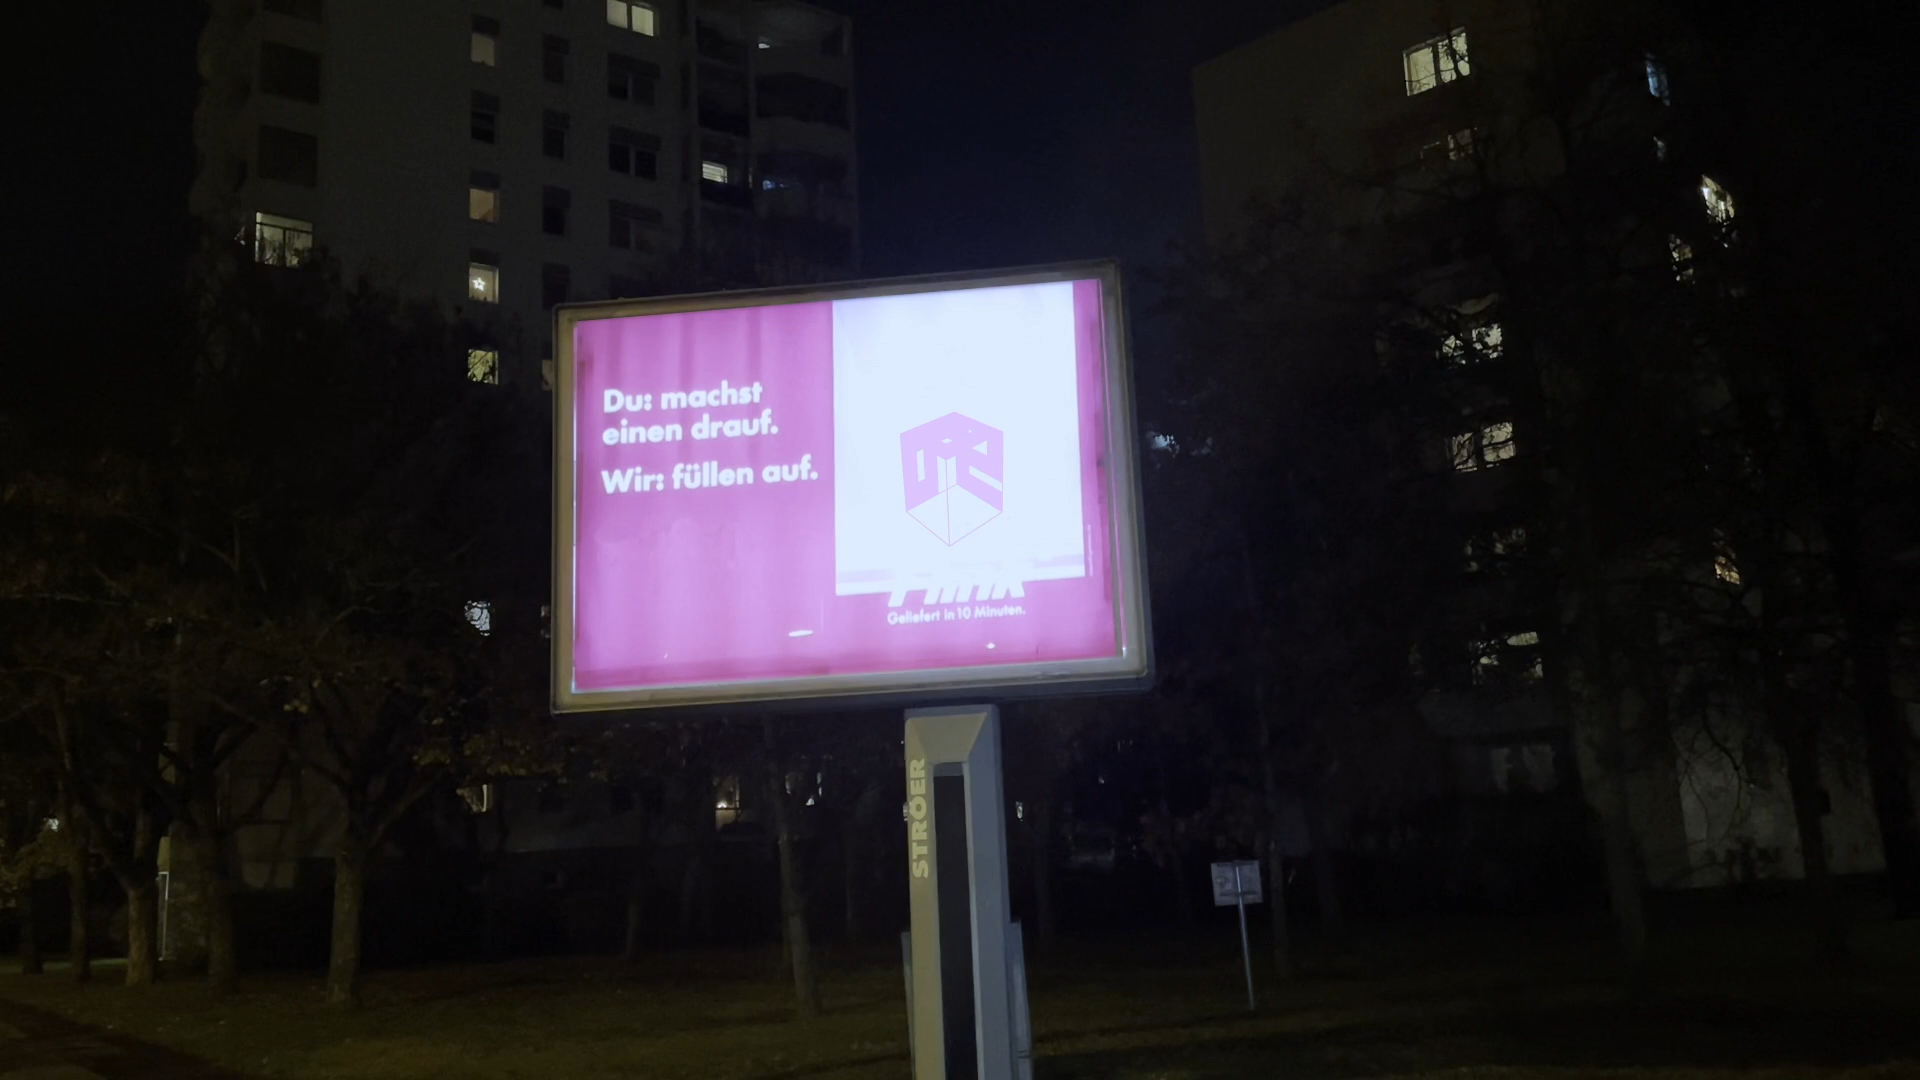 Du: machst
einen drauf.
Wir: füllen auf.
Geliefert in 10 Minuten.
STRÖER